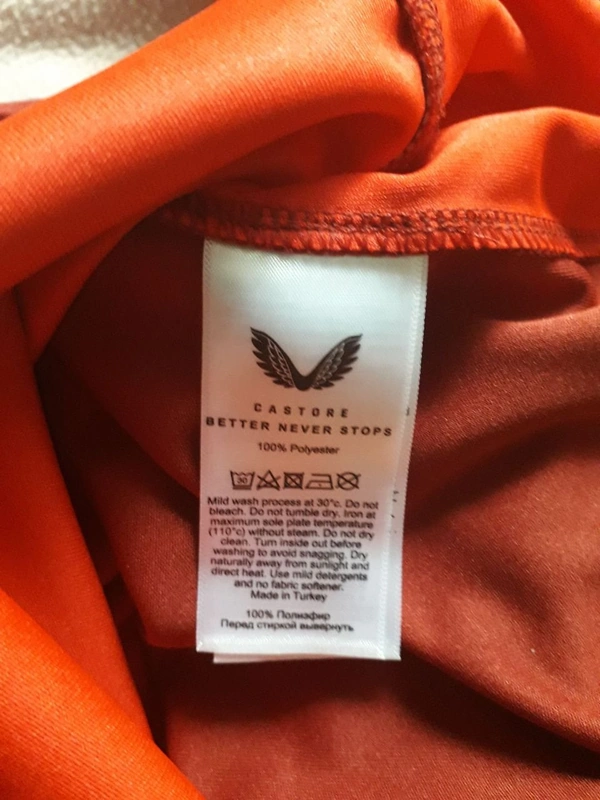 CASTORE
BETTER NEVER STOPS
100% Polyester
30
Mild wash process at 30°c. Do not
bleach. Do not tumble dry. Iron at
maximum sole plate temperature
(110°c) without steam. Do not dry
clean. Turn inside out before
washing to avoid snagging. Dry
naturally away from sunlight and
direct heat. Use mild detergents
and no fabric softener.
Made in Turkey
100% Полиэфир
Перед стиркой вывернуть